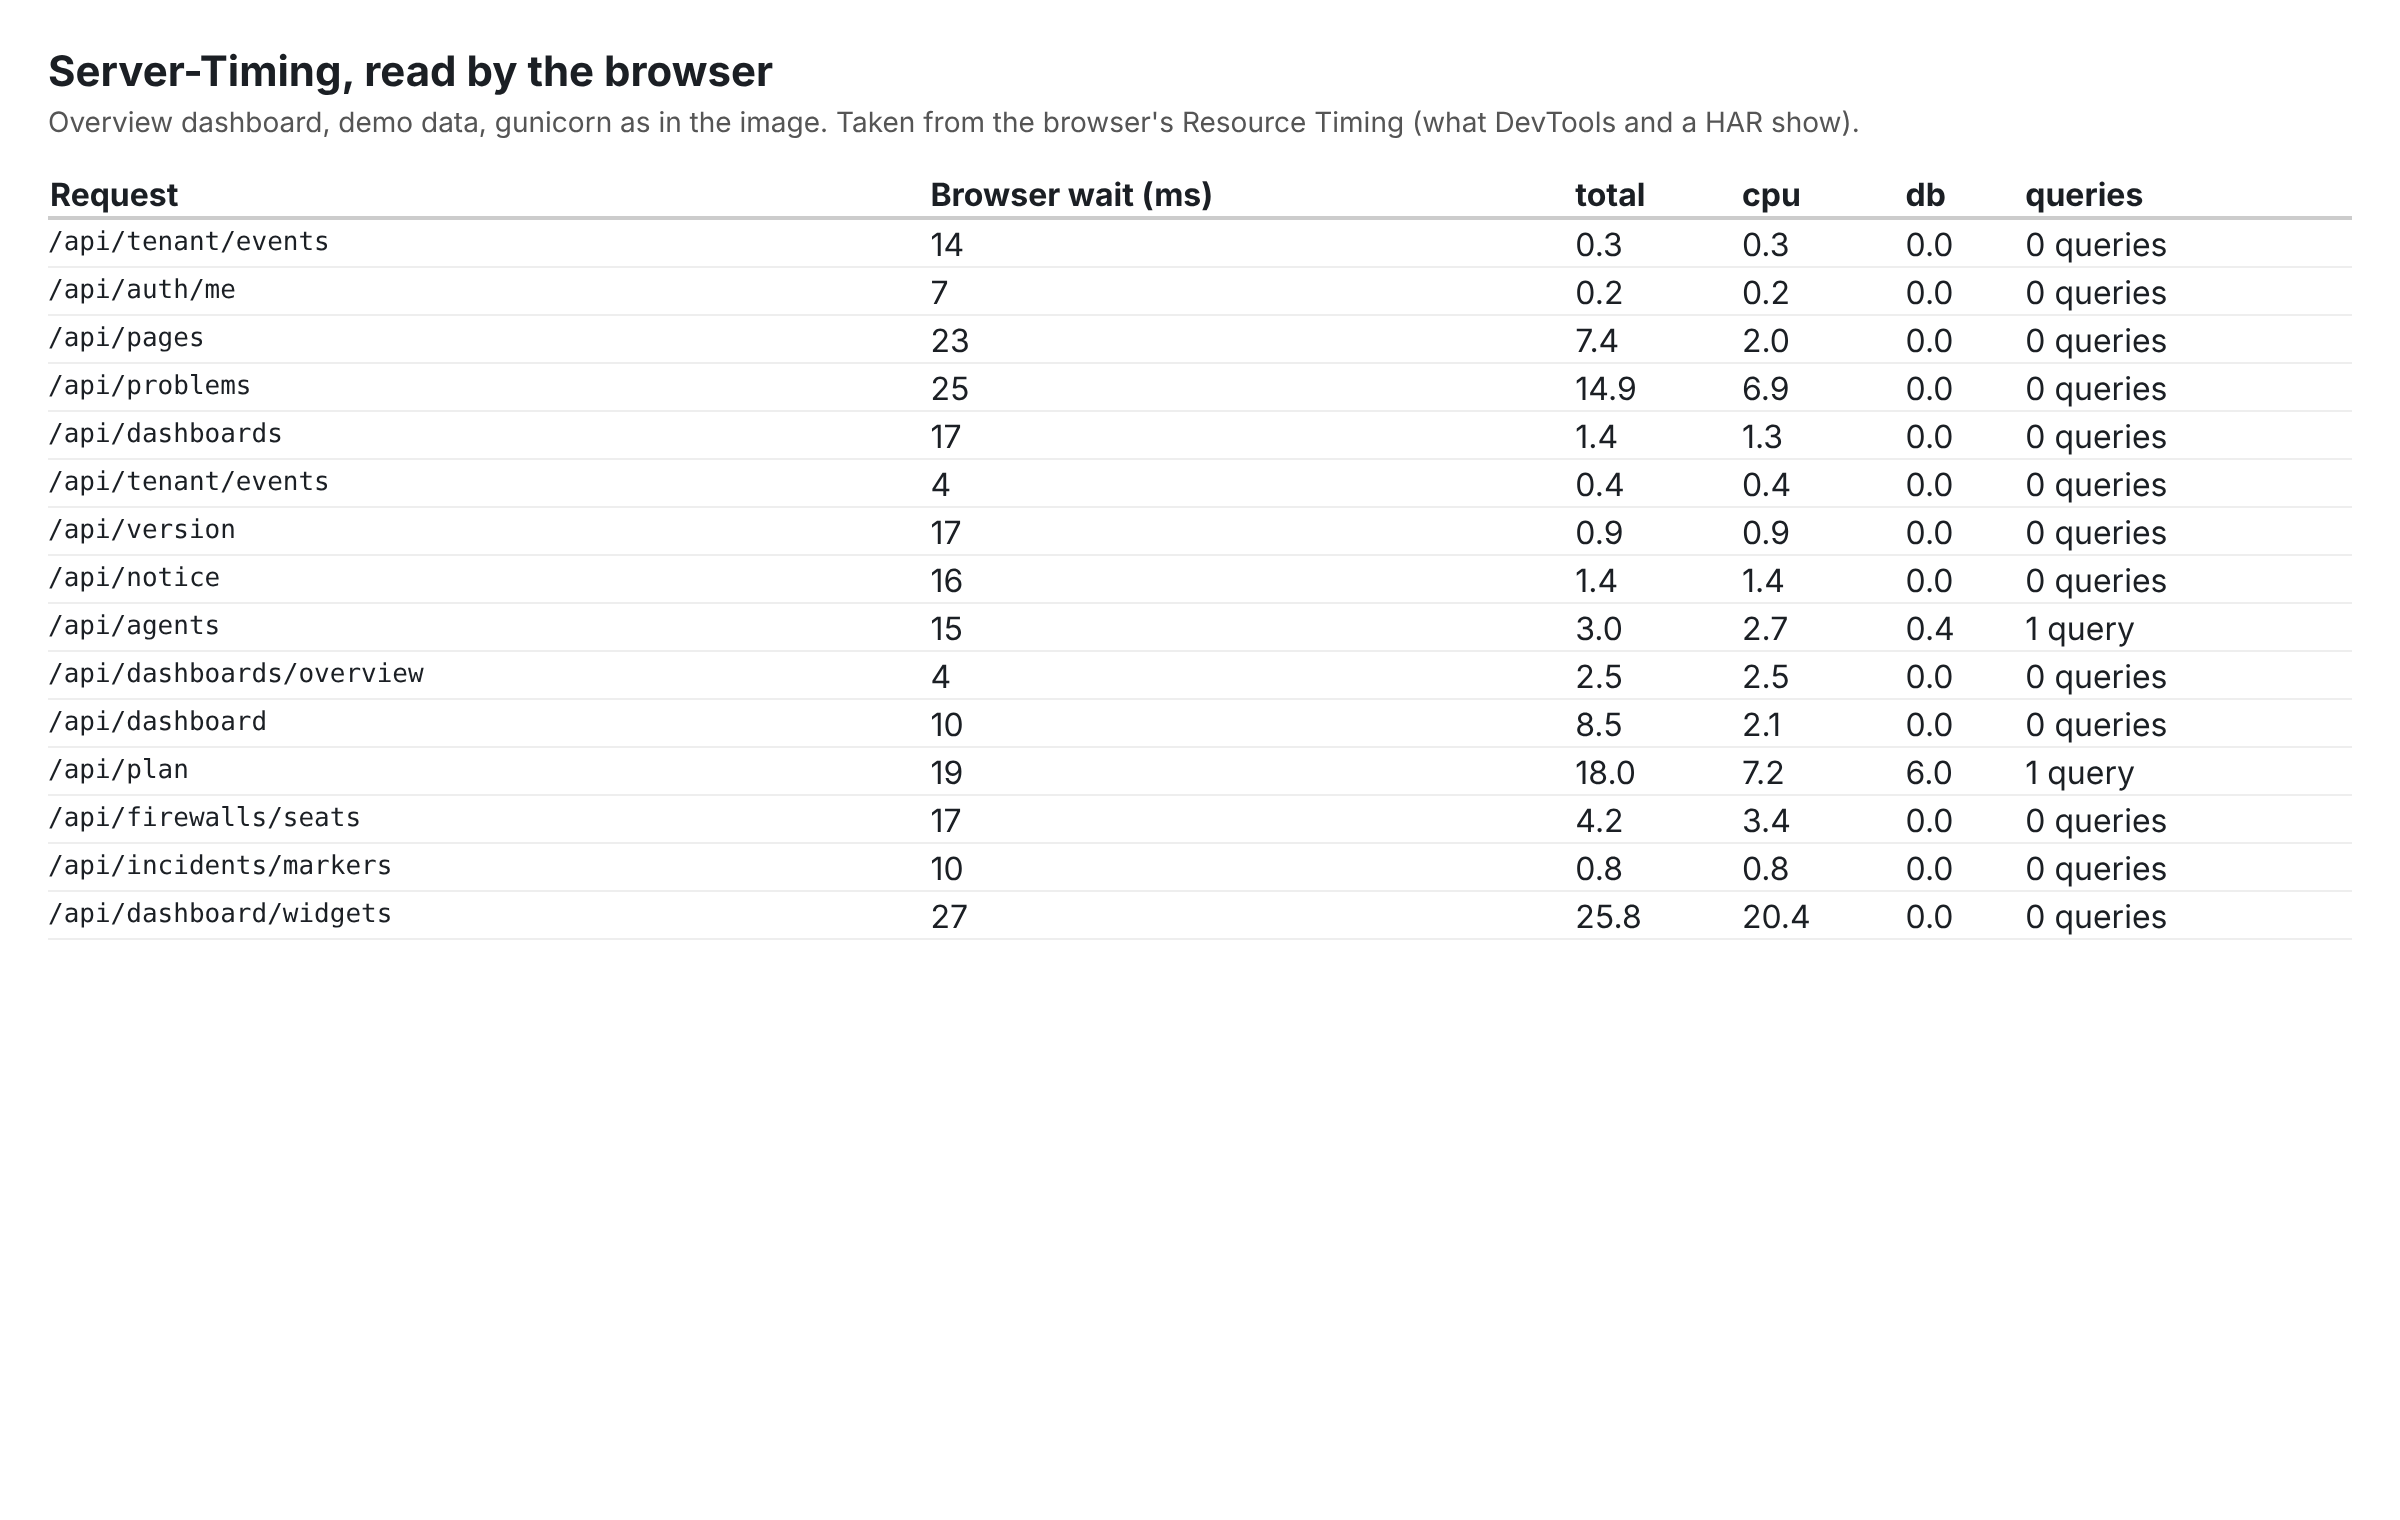 Server-Timing, read by the browser
Overview dashboard, demo data, gunicorn as in the image. Taken from the browser's Resource Timing (what DevTools and a HAR show).
Request Browser wait (ms) total cpu db queries
/api/tenant/events 14 0.3 0.3 0.0 0 queries
/api/auth/me 7 0.2 0.2 0.0 0 queries
/api/pages 23 7.4 2.0 0.0 0 queries
/api/problems 25 14.9 6.9 0.0 0 queries
/api/dashboards 17 1.4 1.3 0.0 0 queries
/api/tenant/events 4 0.4 0.4 0.0 0 queries
/api/version 17 0.9 0.9 0.0 0 queries
/api/notice 16 1.4 1.4 0.0 0 queries
/api/agents 15 3.0 2.7 0.4 1 query
/api/dashboards/overview 4 2.5 2.5 0.0 0 queries
/api/dashboard 10 8.5 2.1 0.0 0 queries
/api/plan 19 18.0 7.2 6.0 1 query
/api/firewalls/seats 17 4.2 3.4 0.0 0 queries
/api/incidents/markers 10 0.8 0.8 0.0 0 queries
/api/dashboard/widgets 27 25.8 20.4 0.0 0 queries